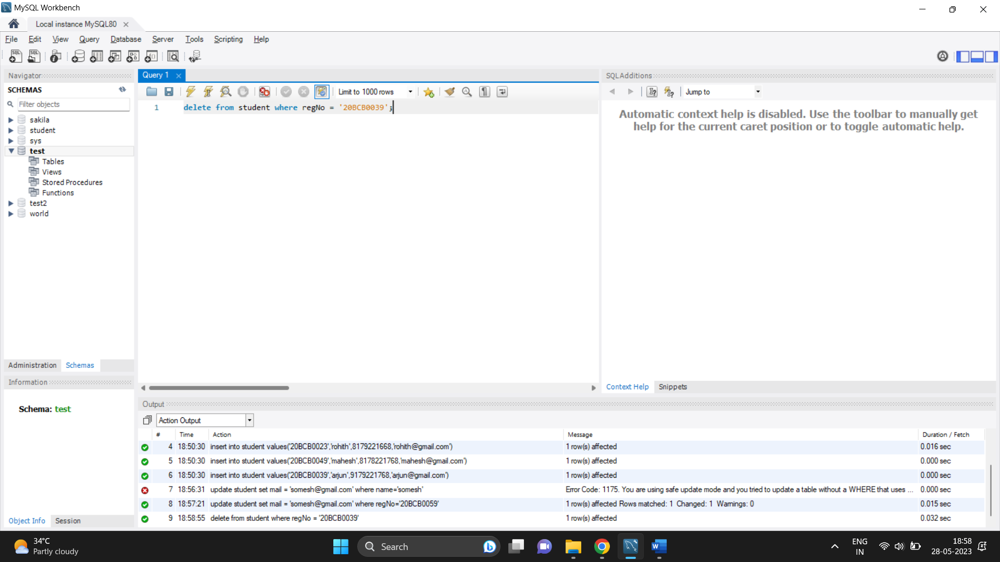 MySQL Workbench
Local instance MySQL80
File Edit View Query Database Server Tools Scripting Help
Navigator
SCHEMAS
Filter objects
sakila
student
sys
test
Tables
Views
Stored Procedures
Functions
test2
world
Administration Schemas
Information
Schema: test
Object Info Session
Query 1
Limit to 1000 rows
1 delete from student where regNo = '20BCB0039';
SQLAdditions
Jump to
Automatic context help is disabled. Use the toolbar to manually get
help for the current caret position or to toggle automatic help.
Context Help Snippets
Output
Action Output
# Time Action Message Duration / Fetch
4 18:50:30 insert into student values('20BCB0023','rohith',8179221668,'rohith@gmail.com') 1 row(s) affected 0.016 sec
5 18:50:30 insert into student values('20BCB0049','mahesh',8178221768,'mahesh@gmail.com') 1 row(s) affected 0.000 sec
6 18:50:30 insert into student values('20BCB0039','arjun',9179221768,'arjun@gmail.com') 1 row(s) affected 0.000 sec
7 18:56:31 update student set mail = 'somesh@gmail.com' where name='somesh' Error Code: 1175. You are using safe update mode and you tried to update a table without a WHERE that uses ... 0.000 sec
8 18:57:21 update student set mail = 'somesh@gmail.com' where regNo='20BCB0059' 1 row(s) affected Rows matched: 1 Changed: 1 Warnings: 0 0.015 sec
9 18:58:55 delete from student where regNo = '20BCB0039' 1 row(s) affected 0.032 sec
34°C
Partly cloudy
Search
ENG
IN
18:58
28-05-2023